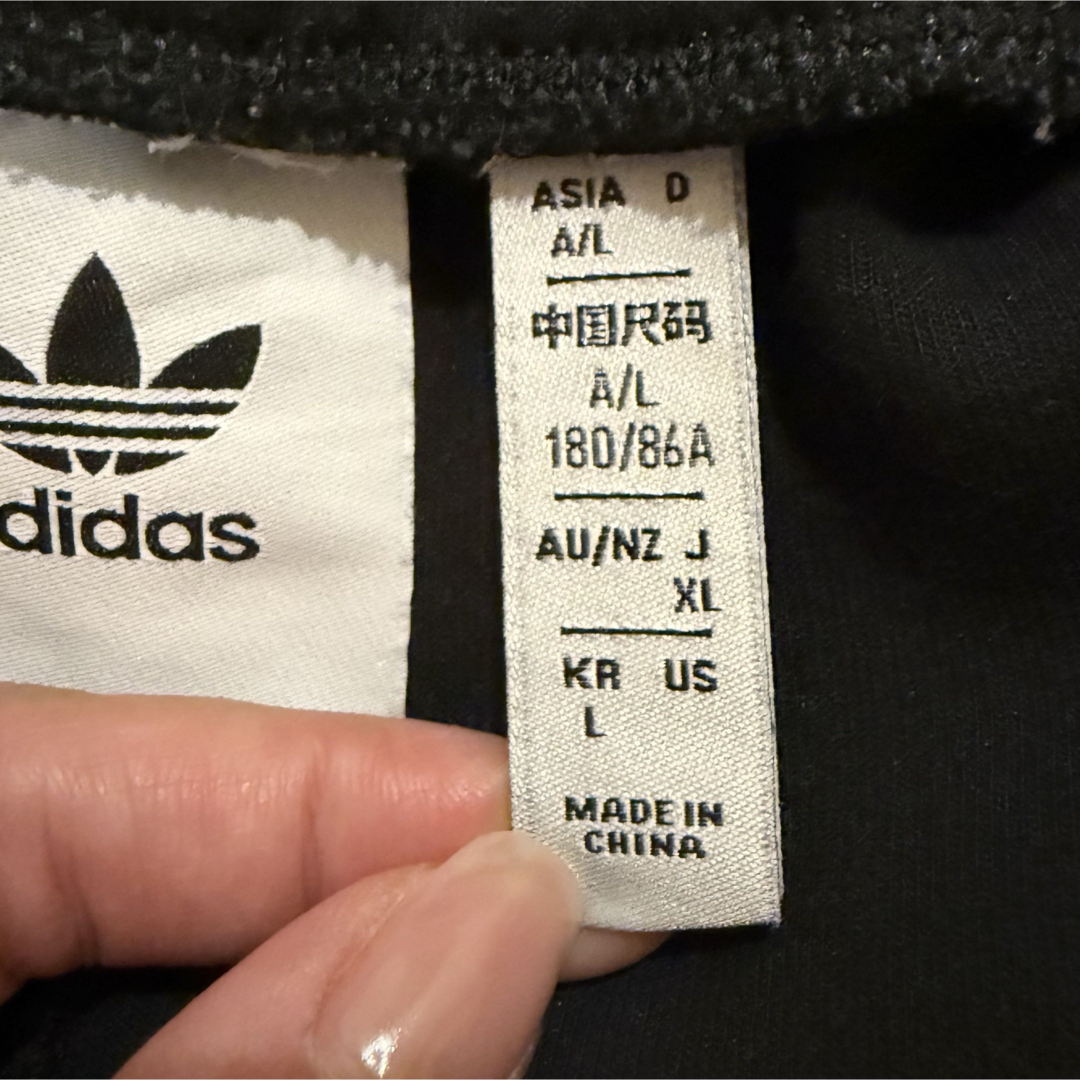 didas
ASIA D
A/L
中国尺码
A/L
180/86A
AU/NZ J
XL
KR US
L
MADE IN
CHINA